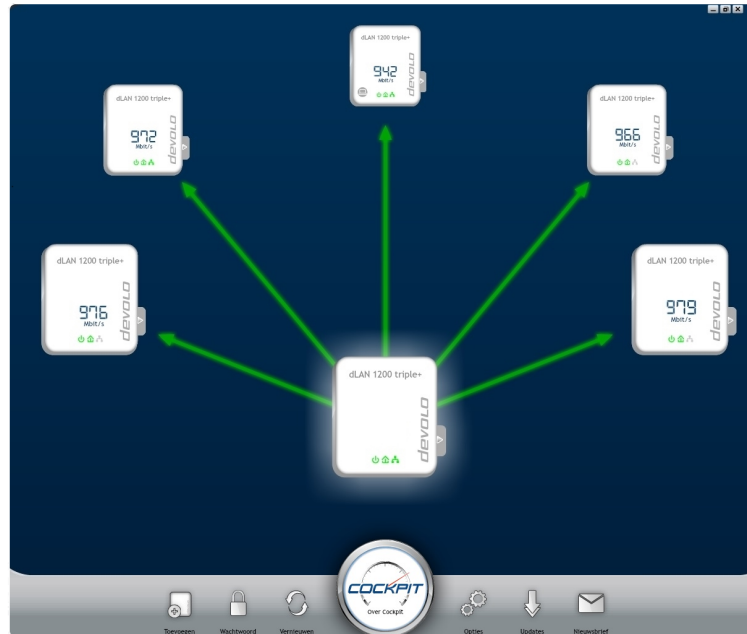 dLAN 1200 triple+
942
Mbit/s
devolo
dLAN 1200 triple+
972
Mbit/s
devolo
dLAN 1200 triple+
966
Mbit/s
devolo
dLAN 1200 triple+
976
Mbit/s
devolo
dLAN 1200 triple+
979
Mbit/s
devolo
dLAN 1200 triple+
devolo
COCKPIT
Over Cockpit
Toevoegen
Wachtwoord
Vernieuwen
Opties
Updates
Nieuwsbrief